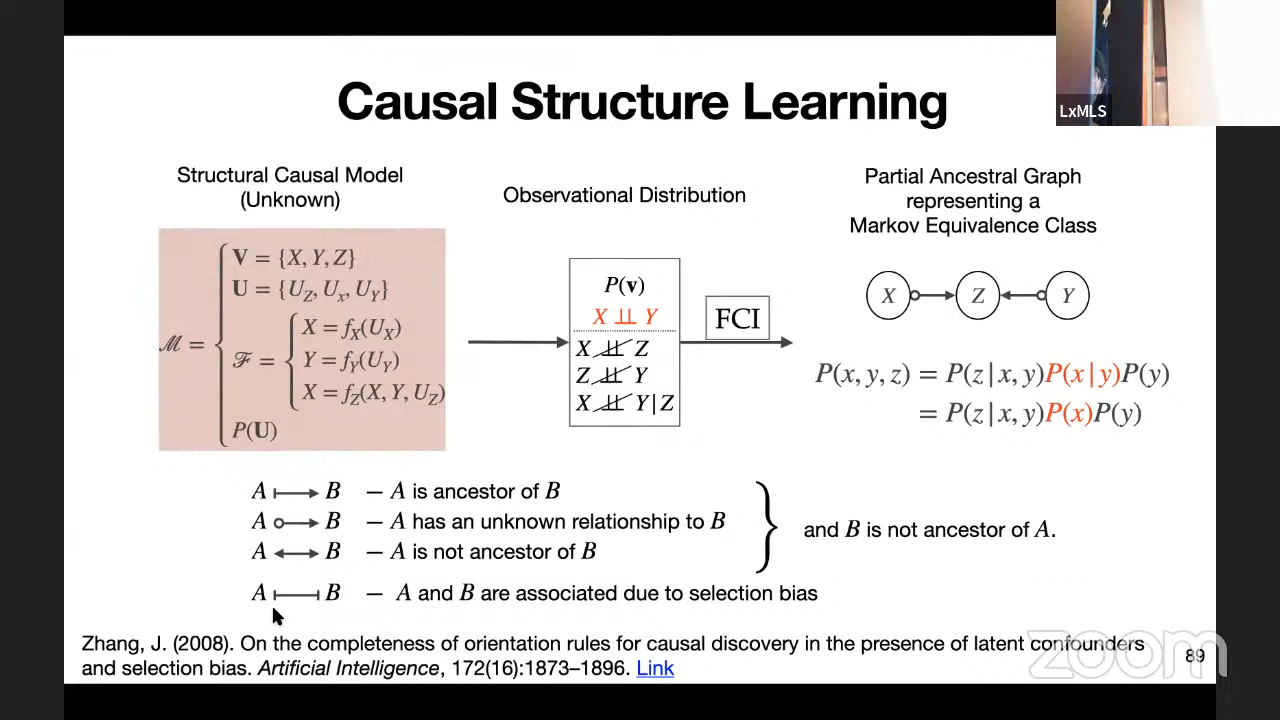 Causal Structure Learning
LxMLS
Structural Causal Model
(Unknown)
ℳ =
V = {X, Y, Z}
U = {U_Z, U_x, U_Y}
ℱ =
X = f_X(U_X)
Y = f_Y(U_Y)
X = f_Z(X, Y, U_Z)
P(U)
Observational Distribution
P(v)
X ⫫ Y
X ⫫̸ Z
Z ⫫̸ Y
X ⫫̸ Y|Z
FCI
Partial Ancestral Graph
representing a
Markov Equivalence Class
X Z Y
P(x, y, z) = P(z|x, y)P(x|y)P(y)
= P(z|x, y)P(x)P(y)
A B – A is ancestor of B
A B – A has an unknown relationship to B
A B – A is not ancestor of B
} and B is not ancestor of A.
A B – A and B are associated due to selection bias
Zhang, J. (2008). On the completeness of orientation rules for causal discovery in the presence of latent confounders
and selection bias. Artificial Intelligence, 172(16):1873–1896. Link
zoom
89